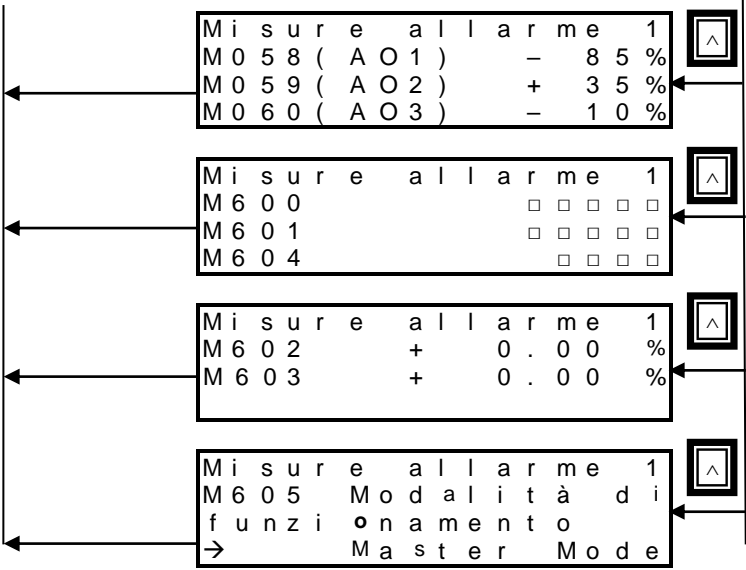 Misure allarme 1
M058(AO1) – 85%
M059(AO2) + 35%
M060(AO3) – 10%
^
Misure allarme 1
M600 □□□□□
M601 □□□□□
M604 □□□□
^
Misure allarme 1
M602 + 0.00 %
M603 + 0.00 %
^
Misure allarme 1
M605 Modalità di
funzionamento
→ Master Mode
^